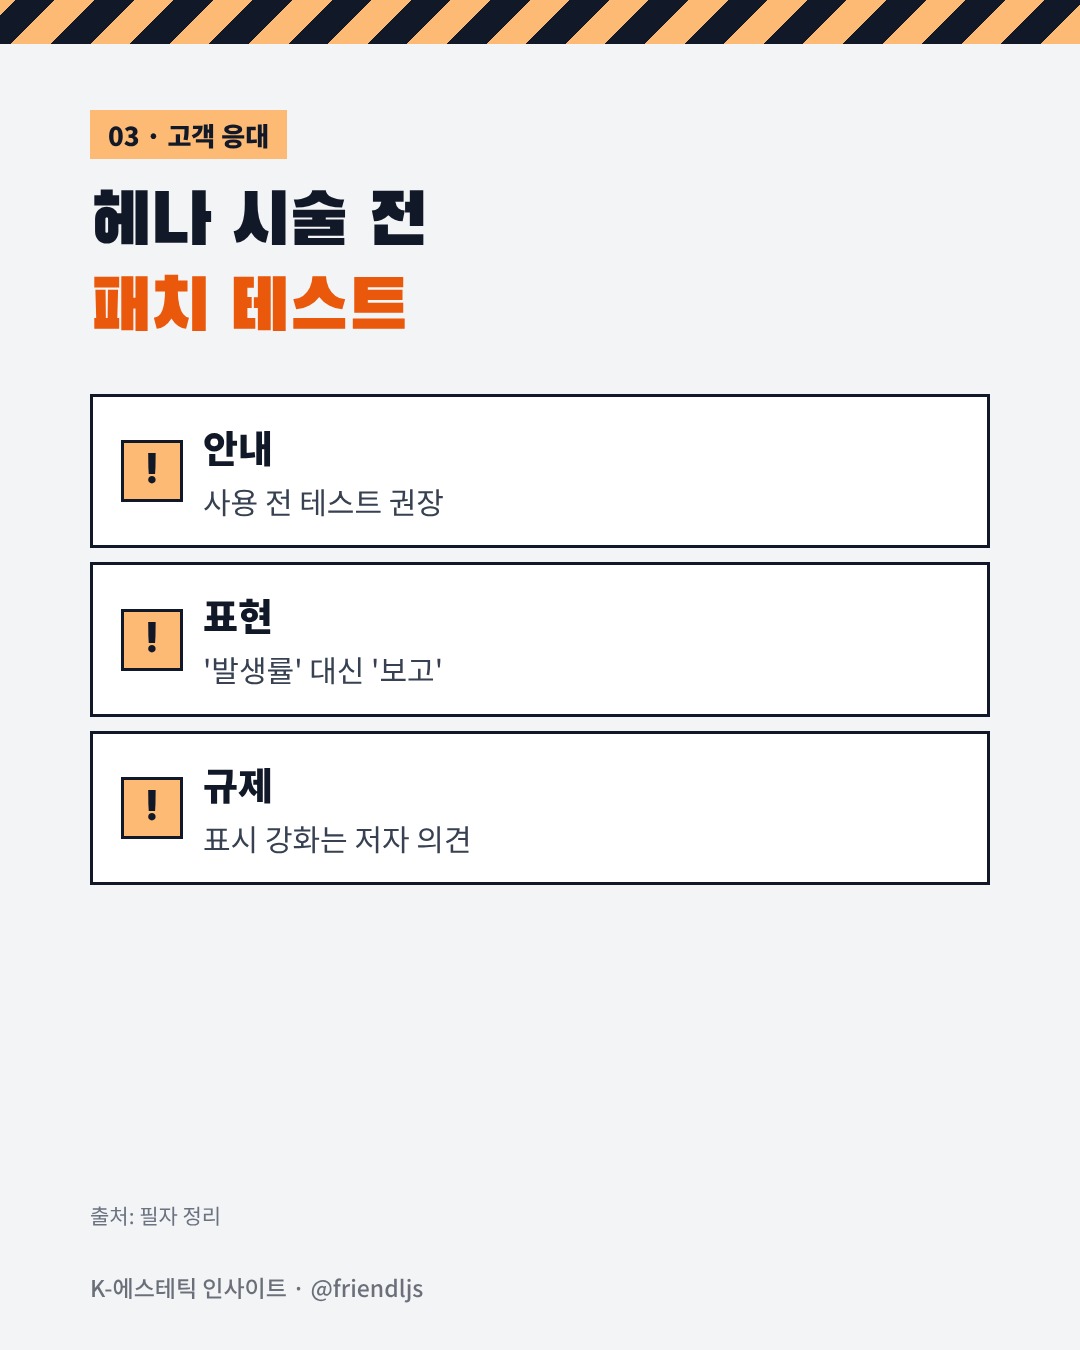 03 · 고객 응대
헤나 시술 전
패치 테스트
!
안내
사용 전 테스트 권장
!
표현
'발생률' 대신 '보고'
!
규제
표시 강화는 저자 의견
출처: 필자 정리
K-에스테틱 인사이트 · @friendljs